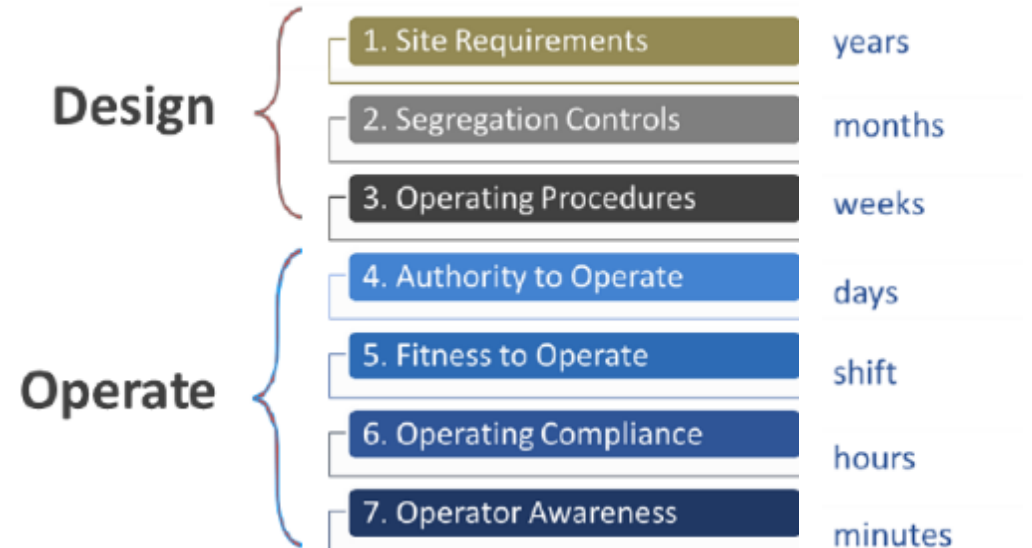 Design
1. Site Requirements years
2. Segregation Controls months
3. Operating Procedures weeks
Operate
4. Authority to Operate days
5. Fitness to Operate shift
6. Operating Compliance hours
7. Operator Awareness minutes